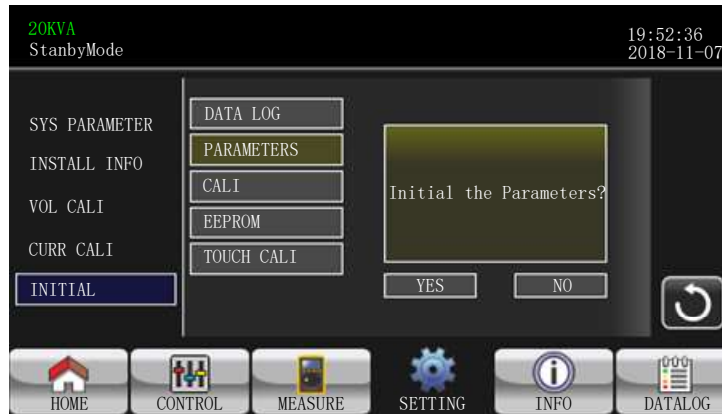 20KVA
StanbyMode
19:52:36
2018-11-07
SYS PARAMETER
INSTALL INFO
VOL CALI
CURR CALI
INITIAL
DATA LOG
PARAMETERS
CALI
EEPROM
TOUCH CALI
Initial the Parameters?
YES
NO
HOME
CONTROL
MEASURE
SETTING
INFO
DATALOG